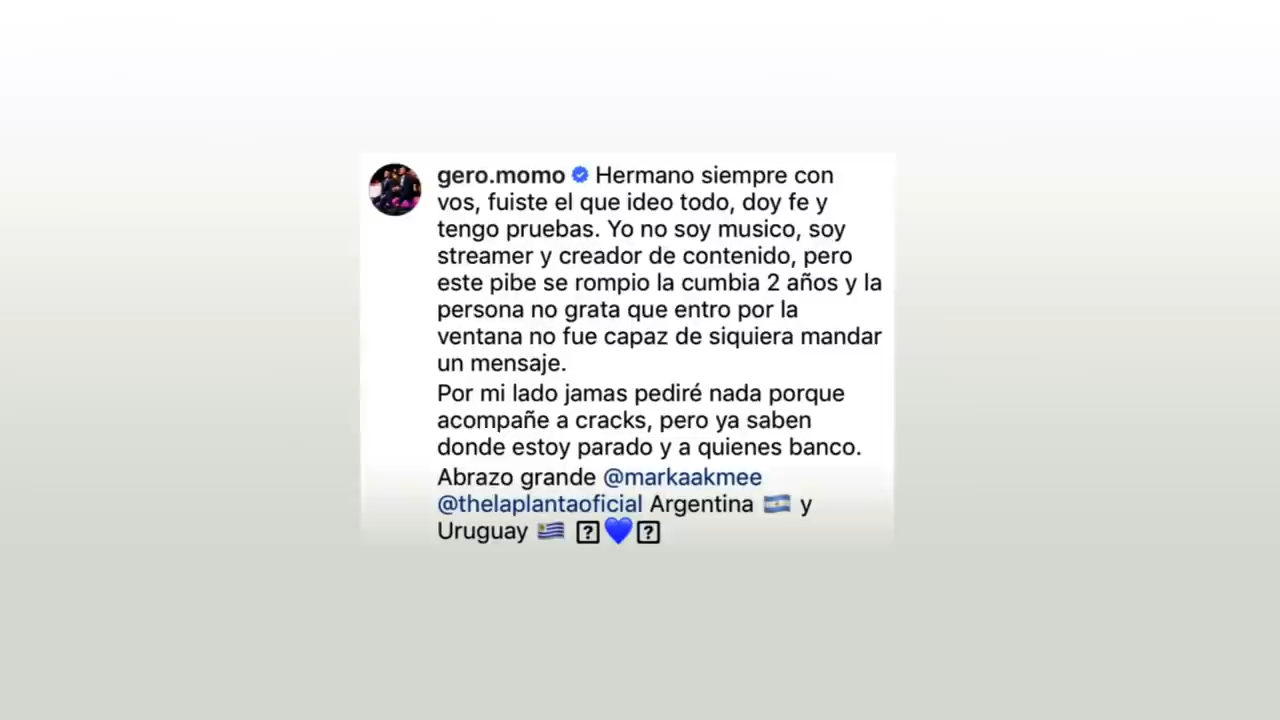 gero.momo Hermano siempre con
vos, fuiste el que ideo todo, doy fe y
tengo pruebas. Yo no soy musico, soy
streamer y creador de contenido, pero
este pibe se rompio la cumbia 2 años y la
persona no grata que entro por la
ventana no fue capaz de siquiera mandar
un mensaje.
Por mi lado jamas pediré nada porque
acompañe a cracks, pero ya saben
donde estoy parado y a quienes banco.
Abrazo grande @markaakmee
@thelaplantaoficial Argentina 🇦🇷 y
Uruguay 🇺🇾 ⍰💙⍰